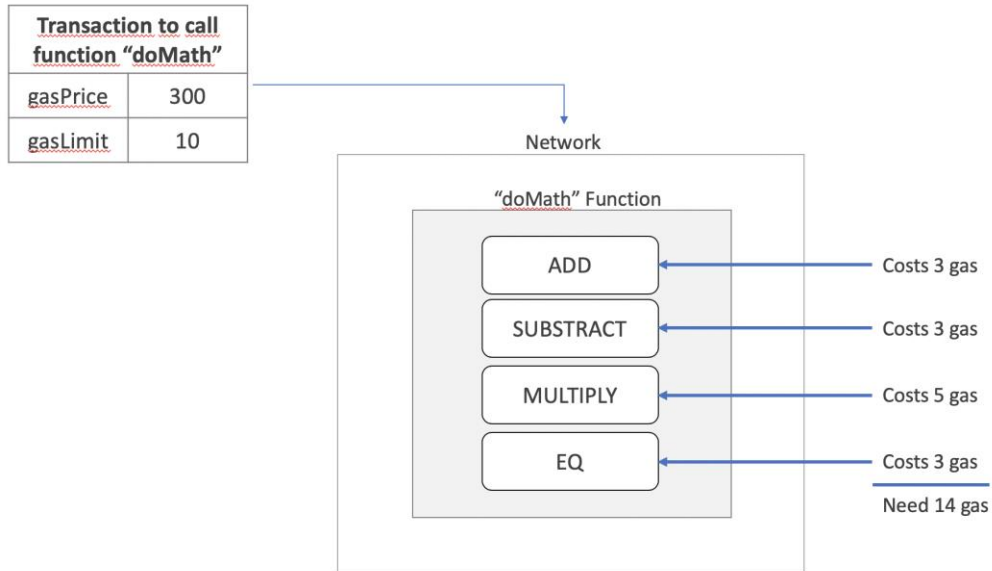 Transaction to call
function “doMath”
gasPrice 300
gasLimit 10
Network
“doMath” Function
ADD Costs 3 gas
SUBSTRACT Costs 3 gas
MULTIPLY Costs 5 gas
EQ Costs 3 gas
Need 14 gas